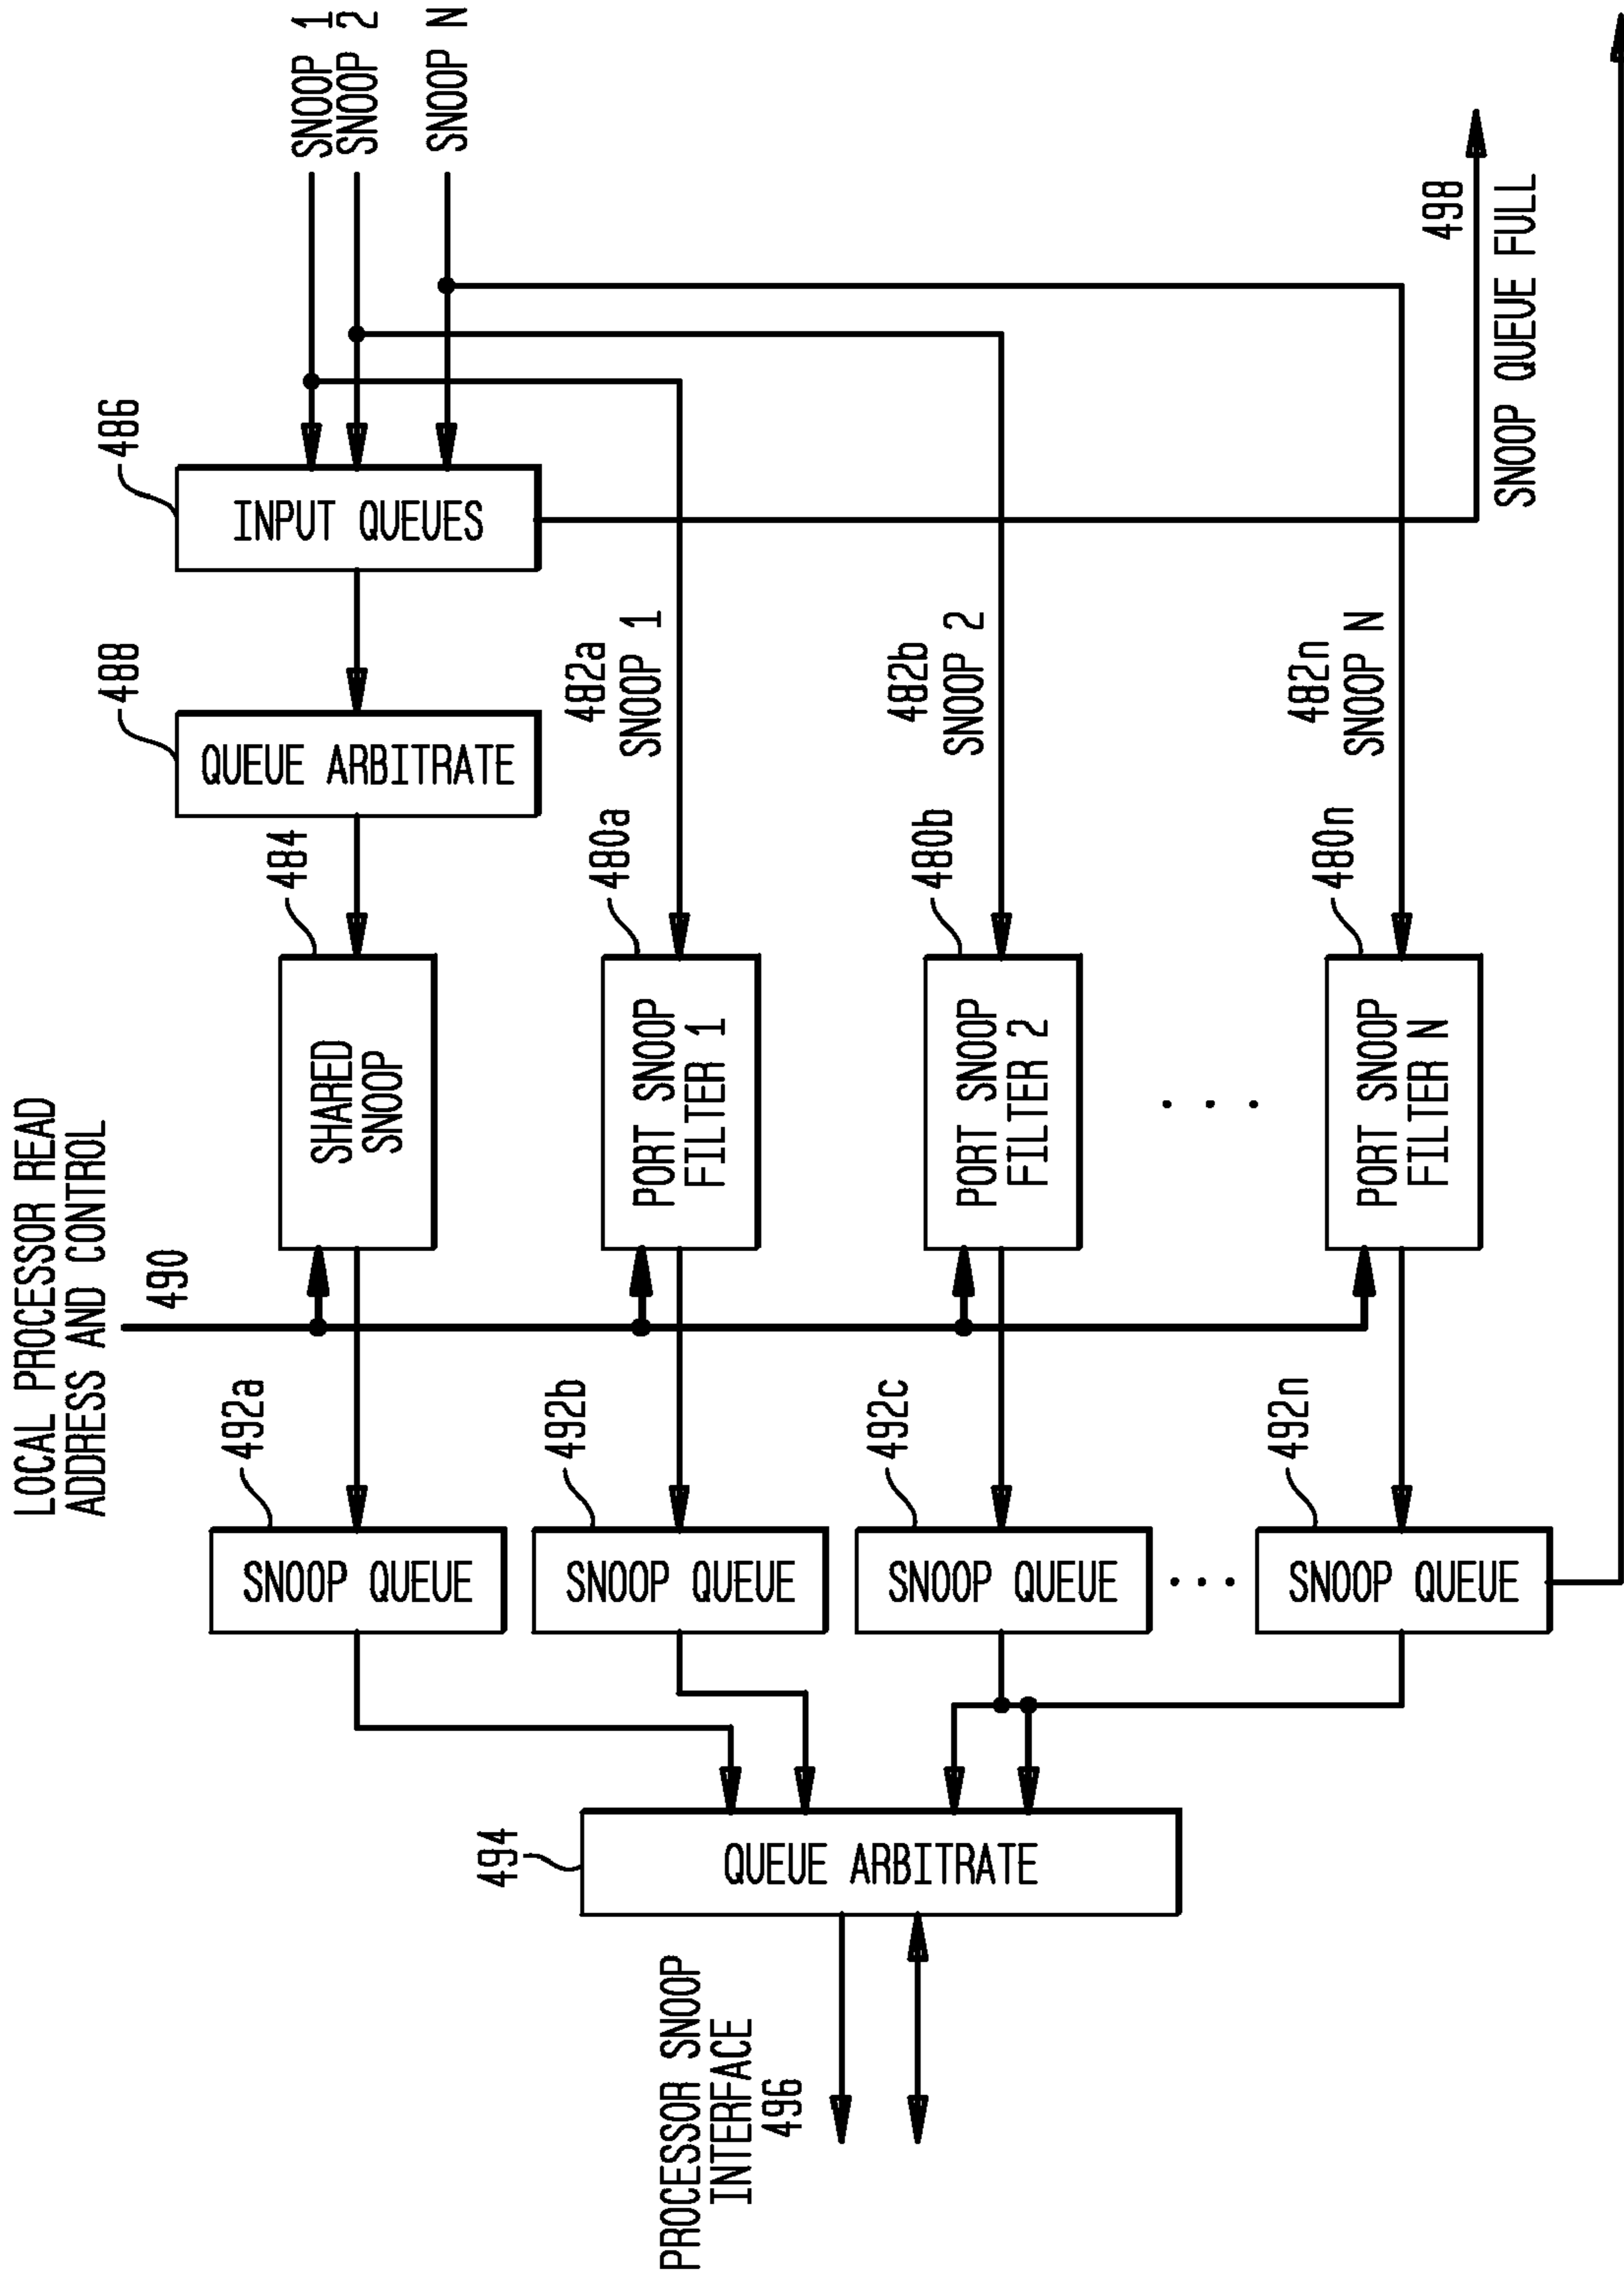 LOCAL PROCESSOR READ
ADDRESS AND CONTROL
490
SNOOP 1
SNOOP 2
SNOOP N
486
INPUT QUEUES
488
QUEUE ARBITRATE
484
SHARED
SNOOP
492a
SNOOP QUEUE
482a
SNOOP 1
480a
PORT SNOOP
FILTER 1
492b
SNOOP QUEUE
482b
SNOOP 2
480b
PORT SNOOP
FILTER 2
492c
SNOOP QUEUE
482n
SNOOP N
480n
PORT SNOOP
FILTER N
. . .
492n
SNOOP QUEUE
. . .
494
QUEUE ARBITRATE
PROCESSOR SNOOP
INTERFACE
496
498
SNOOP QUEUE FULL